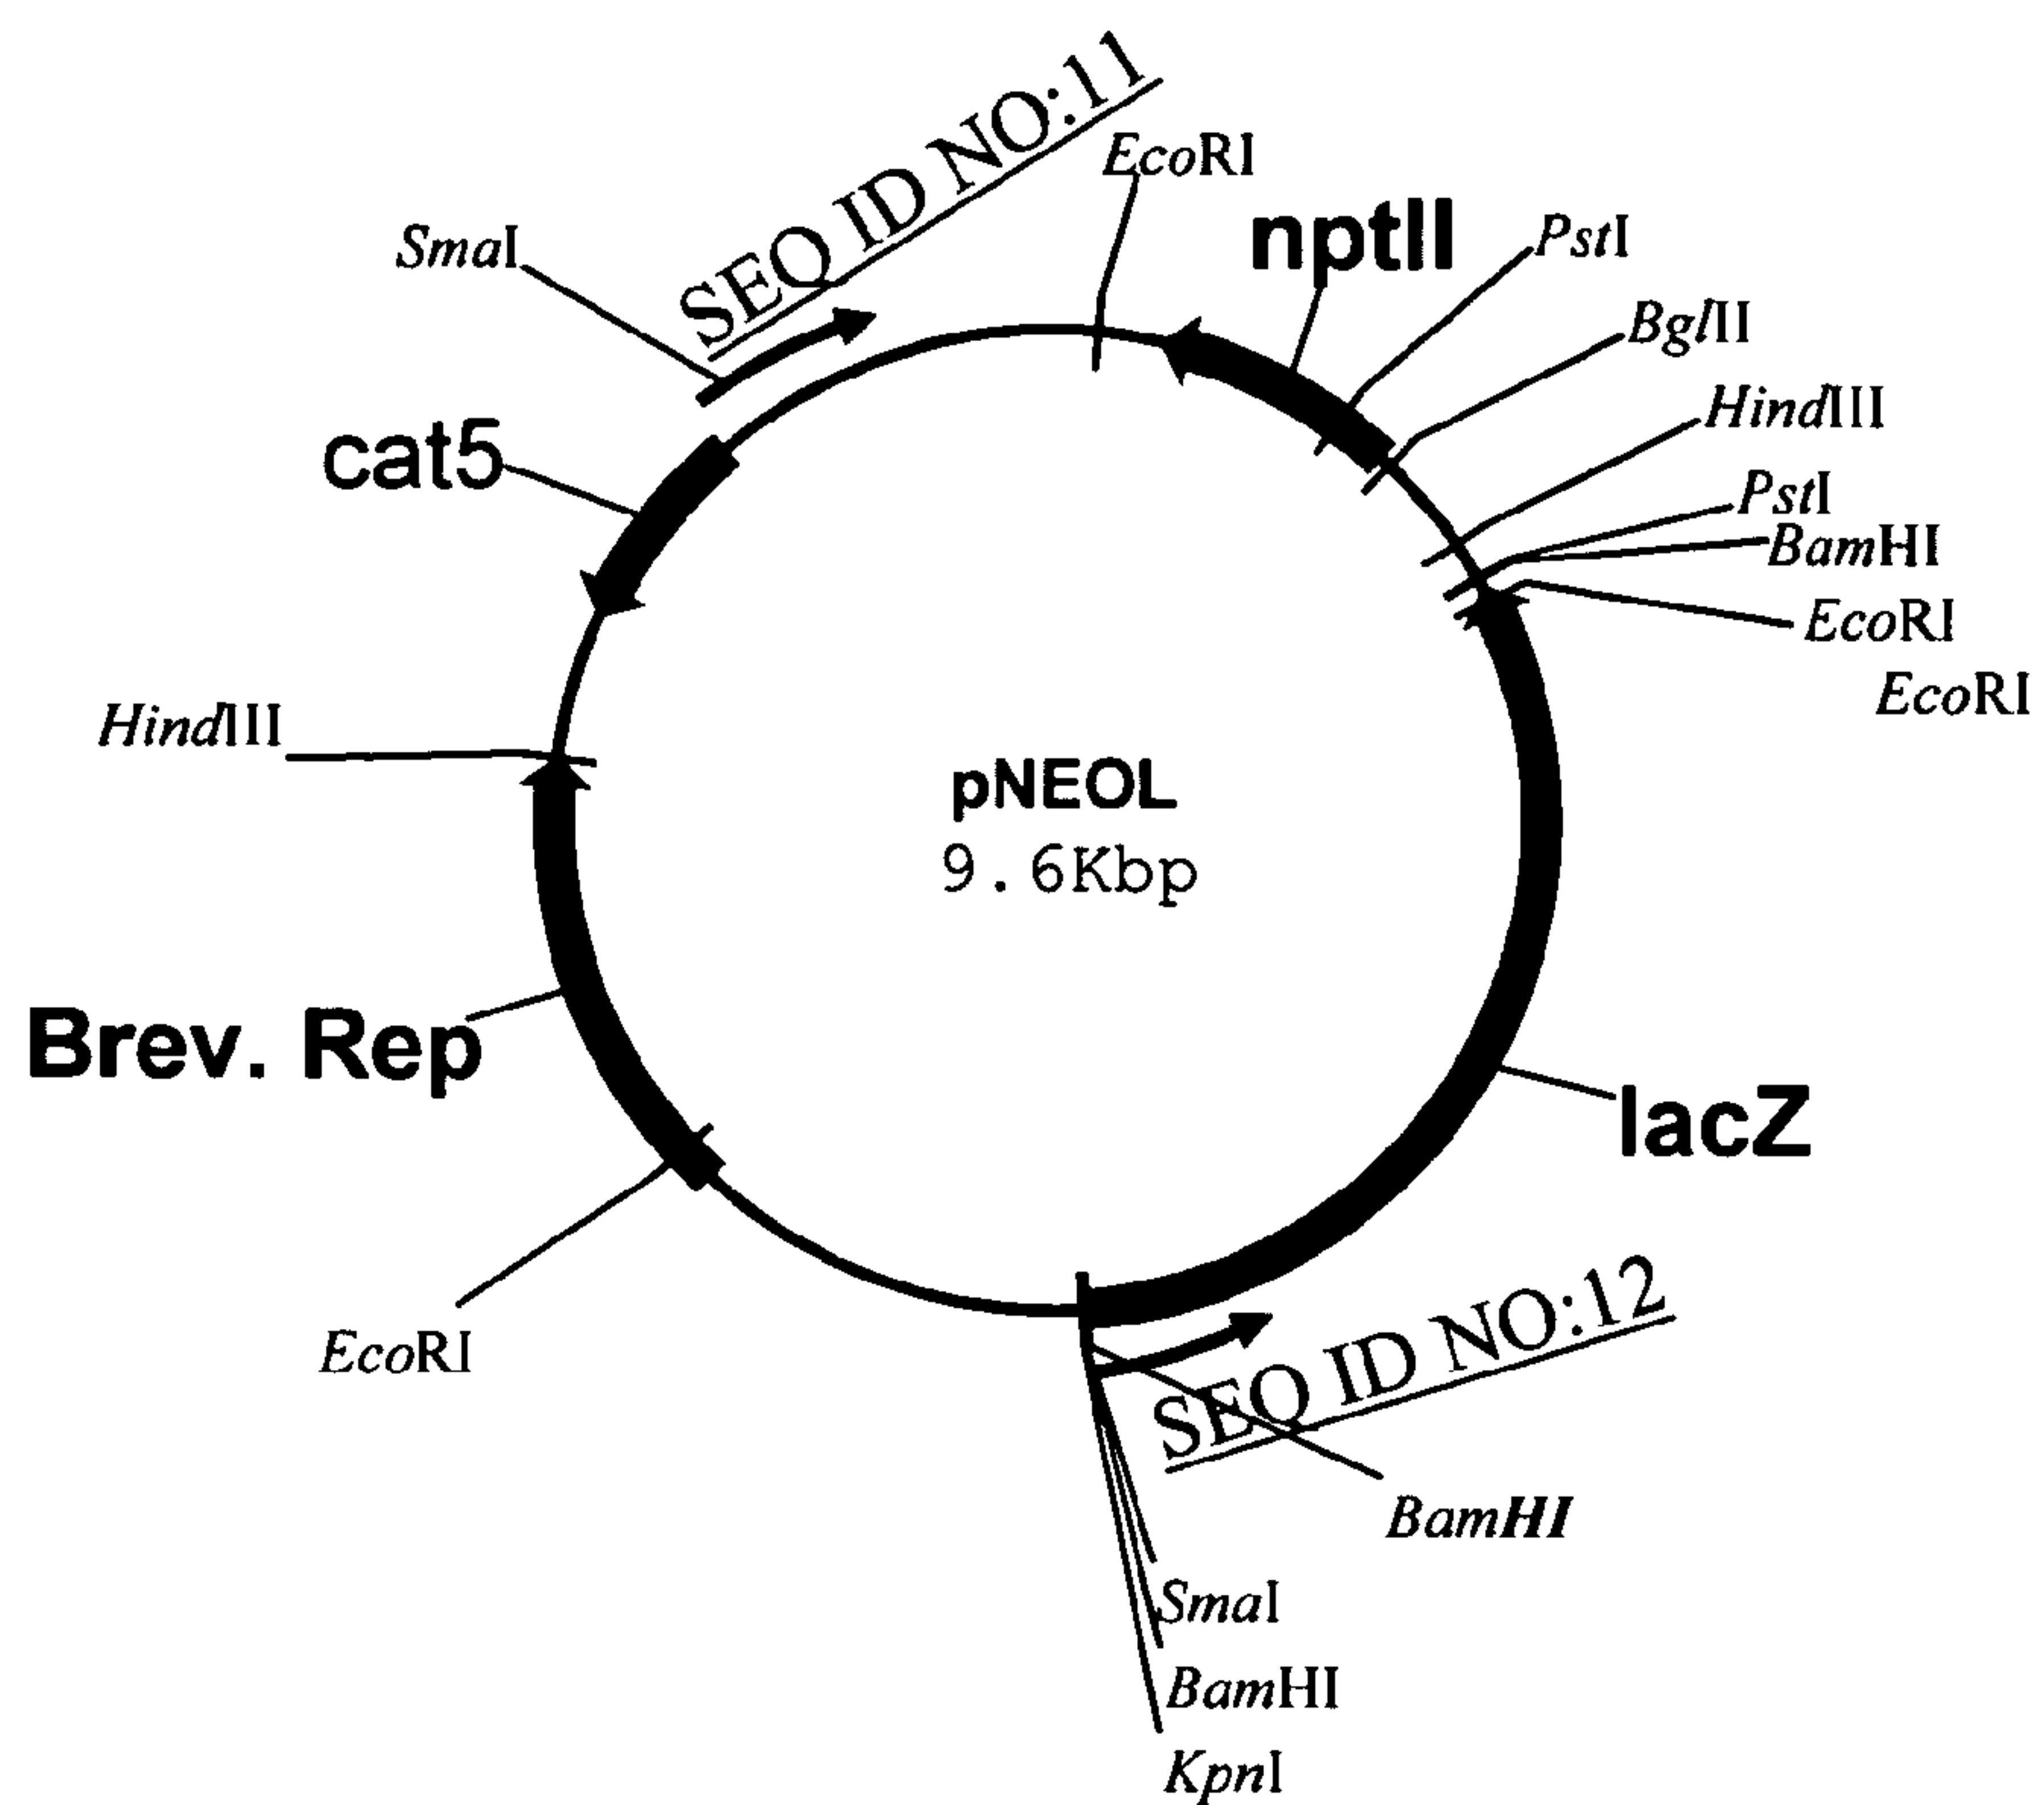 SEQ ID NO:11
EcoRI
nptII
PstI
SmaI
BglII
HindIII
cat5
PstI
BamHI
EcoRI
EcoRI
HindIII
pNEOL
9.6Kbp
Brev. Rep
lacZ
SEQ ID NO:12
EcoRI
BamHI
SmaI
BamHI
KpnI